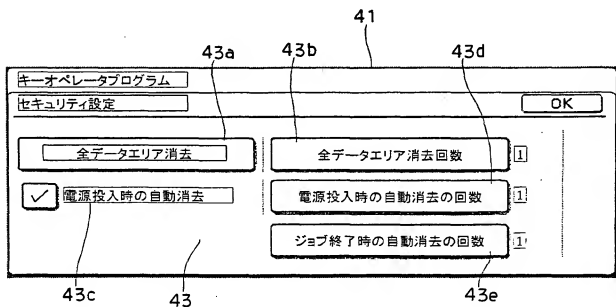 41
43a
43b
43d
キーオペレータプログラム
セキュリティ設定
OK
全データエリア消去
全データエリア消去回数
1
電源投入時の自動消去
電源投入時の自動消去の回数
1
ジョブ終了時の自動消去の回数
1
43c
43
43e